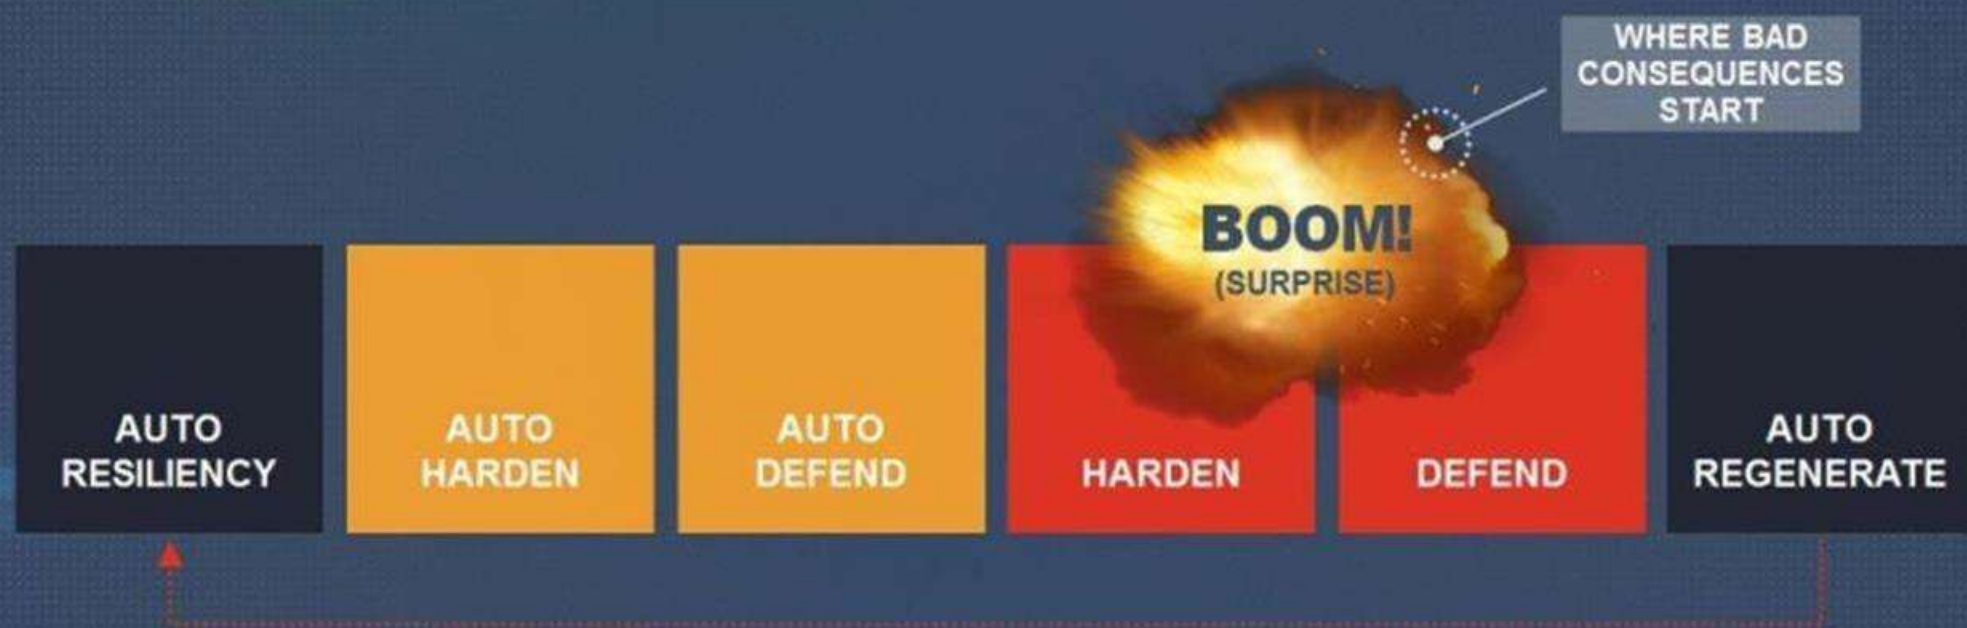 WHERE BAD
CONSEQUENCES
START
BOOM!
(SURPRISE)
AUTO
RESILIENCY
AUTO
HARDEN
AUTO
DEFEND
HARDEN
DEFEND
AUTO
REGENERATE